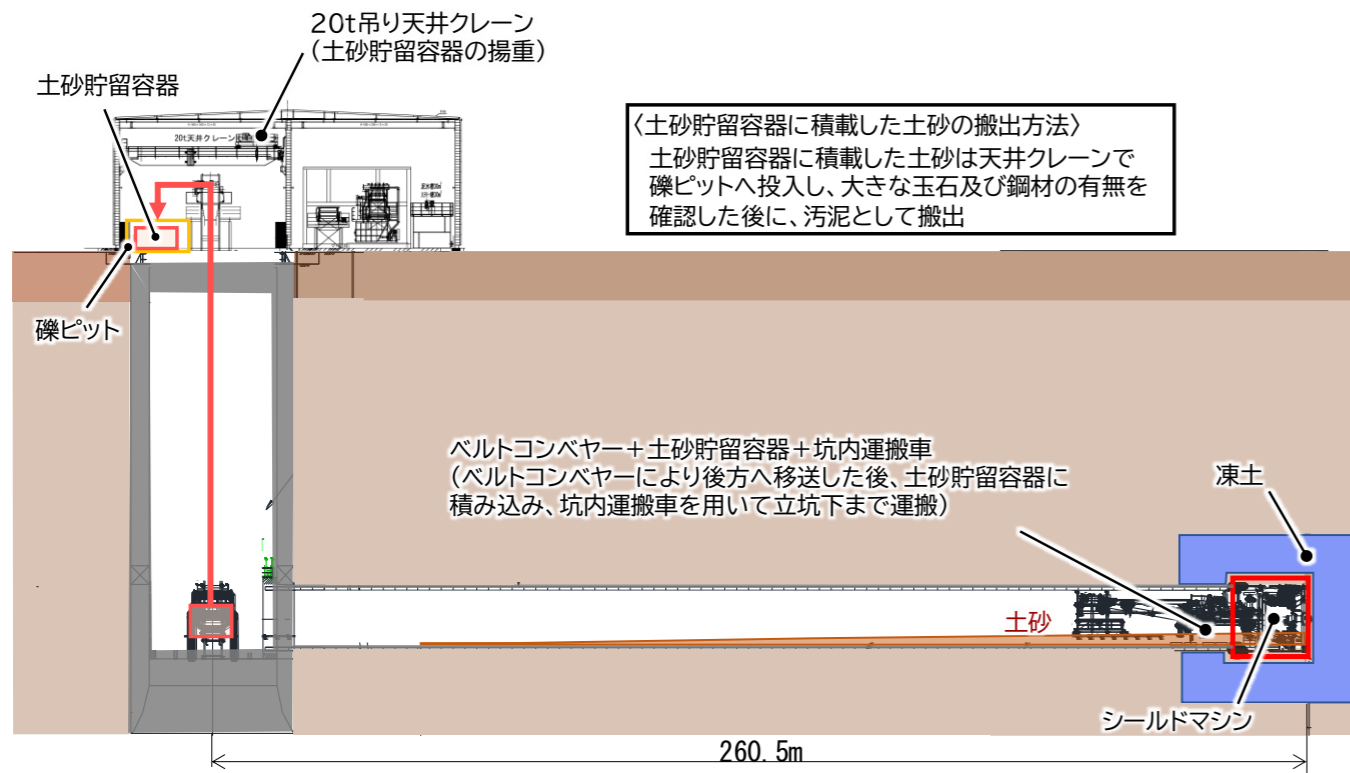 20t吊り天井クレーン
(土砂貯留容器の揚重)
土砂貯留容器
20t天井クレーン
〈土砂貯留容器に積載した土砂の搬出方法〉
土砂貯留容器に積載した土砂は天井クレーンで
礫ピットへ投入し、大きな玉石及び鋼材の有無を
確認した後に、汚泥として搬出
礫ピット
ベルトコンベヤー+土砂貯留容器+坑内運搬車
(ベルトコンベヤーにより後方へ移送した後、土砂貯留容器に
積み込み、坑内運搬車を用いて立坑下まで運搬)
凍土
土砂
シールドマシン
260.5m